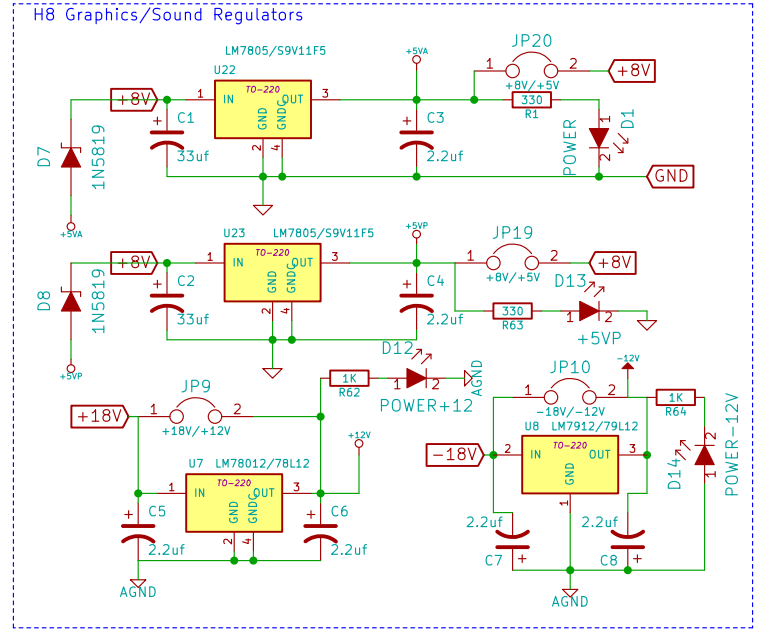 H8 Graphics/Sound Regulators
LM7805/S9V11F5
+5VA
JP20
U22
TO-220
1
2
+8V
+8V/+5V
+8V
1
IN
OUT
3
330
R1
D7
1N5819
+
C1
33uf
GND
GNDC
2
4
+
C3
2.2uf
POWER
1
2
D1
GND
+5VA
U23
LM7805/S9V11F5
+5VP
JP19
TO-220
+8V
1
IN
OUT
3
1
2
+8V
+8V/+5V
D8
1N5819
+
C2
33uf
GND
GNDC
2
4
+
C4
2.2uf
330
R63
D13
1
2
+5VP
+5VP
D12
1K
R62
1
2
AGND
POWER+12
JP9
+18V
1
2
+18V/+12V
+12V
U7
LM78012/78L12
TO-220
1
IN
OUT
3
+
C5
2.2uf
GND
GNDC
2
4
+
C6
2.2uf
AGND
-12V
JP10
1
2
-18V/-12V
1K
R64
U8
LM7912/79L12
TO-220
-18V
2
IN
OUT
3
GND
1
D14
2
1
POWER-12V
2.2uf
C7
+
2.2uf
C8
+
AGND